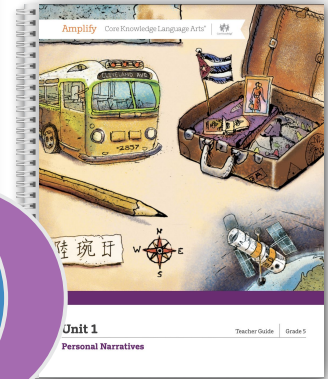 Amplify Core Knowledge Language Arts®
CLEVELAND AVE
2857
陸 琬 玗
N
W E
S
Unit 1
Teacher Guide Grade 5
Personal Narratives